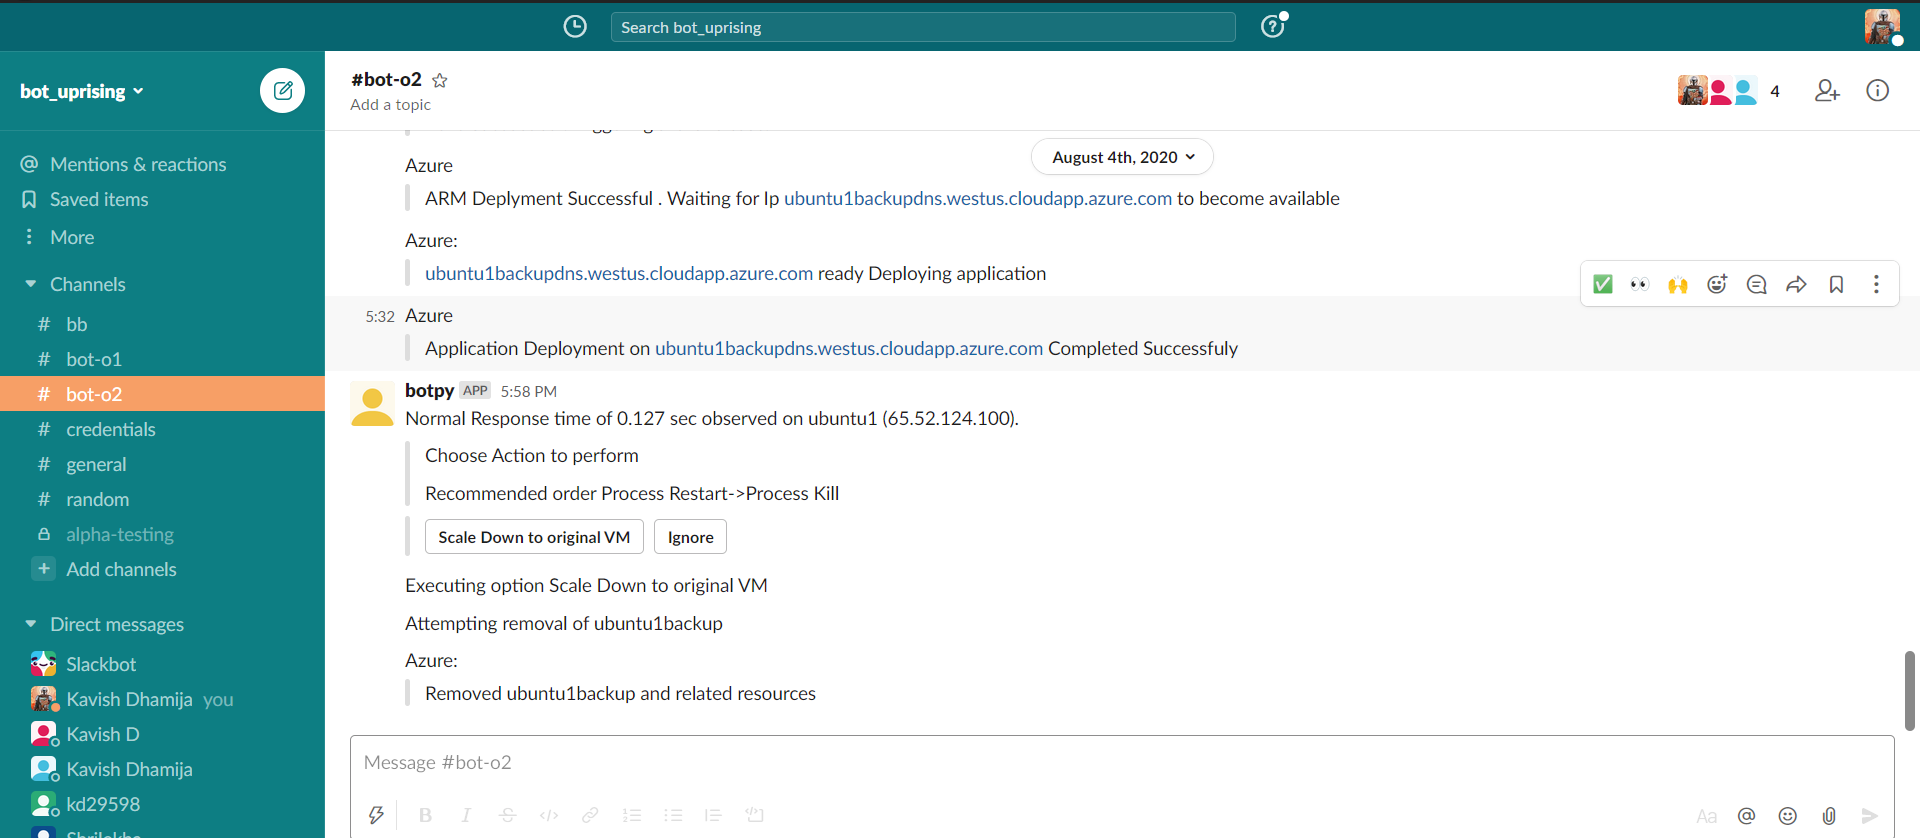 Search bot_uprising
bot_uprising
#bot-o2
Add a topic
4
Mentions & reactions
Saved items
More
Channels
# bb
# bot-o1
# bot-o2
# credentials
# general
# random
alpha-testing
+ Add channels
Direct messages
Slackbot
Kavish Dhamija you
Kavish D
Kavish Dhamija
kd29598
August 4th, 2020
Azure
ARM Deplyment Successful . Waiting for Ip ubuntu1backupdns.westus.cloudapp.azure.com to become available
Azure:
ubuntu1backupdns.westus.cloudapp.azure.com ready Deploying application
5:32 Azure
Application Deployment on ubuntu1backupdns.westus.cloudapp.azure.com Completed Successfuly
botpy APP 5:58 PM
Normal Response time of 0.127 sec observed on ubuntu1 (65.52.124.100).
Choose Action to perform
Recommended order Process Restart->Process Kill
Scale Down to original VM Ignore
Executing option Scale Down to original VM
Attempting removal of ubuntu1backup
Azure:
Removed ubuntu1backup and related resources
Message #bot-o2
B I S </> Aa @